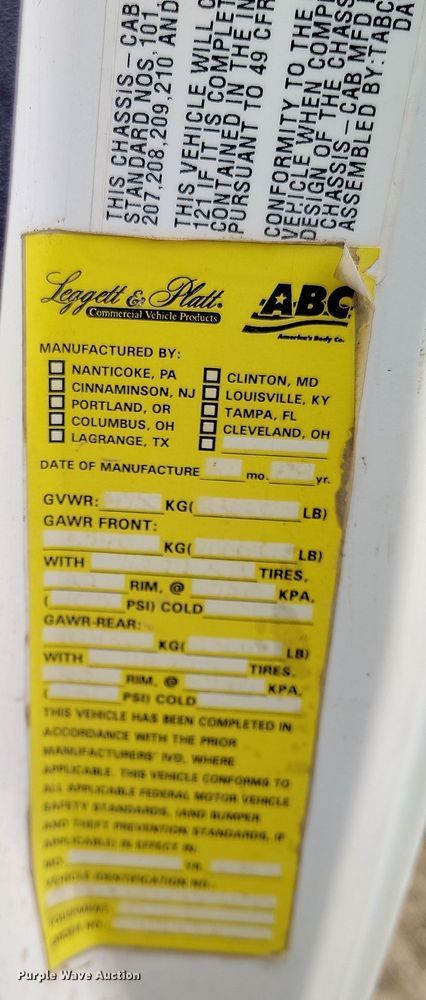 THIS CHASSIS-CAB
STANDARD NOS. 101,
207,208,209,210 AND
THIS VEHICLE WILL C
121 IF IT IS COMPLET
CONTAINED IN THE IN
PURSUANT TO 49 CFR
CONFORMITY TO THE
VEHICLE WHEN COMPL
DESIGN OF THE CHASS
CHASSIS-CAB MFD
ASSEMBLED BY:TABC
DA
Leggett & Platt.
Commercial Vehicle Products
ABC
America's Body Co.
MANUFACTURED BY:
NANTICOKE, PA
CINNAMINSON, NJ
PORTLAND, OR
COLUMBUS, OH
LAGRANGE, TX
CLINTON, MD
LOUISVILLE, KY
TAMPA, FL
CLEVELAND, OH
DATE OF MANUFACTURE mo. yr.
GVWR: KG( LB)
GAWR FRONT:
KG( LB)
WITH TIRES,
RIM, @ KPA,
( PSI) COLD
GAWR-REAR:
KG( LB)
WITH TIRES,
RIM, @ KPA,
( PSI) COLD
THIS VEHICLE HAS BEEN COMPLETED IN
ACCORDANCE WITH THE PRIOR
MANUFACTURERS' IVD, WHERE
APPLICABLE. THIS VEHICLE CONFORMS TO
ALL APPLICABLE FEDERAL MOTOR VEHICLE
SAFETY STANDARDS, (AND BUMPER
AND THEFT PREVENTION STANDARDS, IF
APPLICABLE) IN EFFECT IN:
MO. YR.
VEHICLE IDENTIFICATION NO.:
Purple Wave Auction